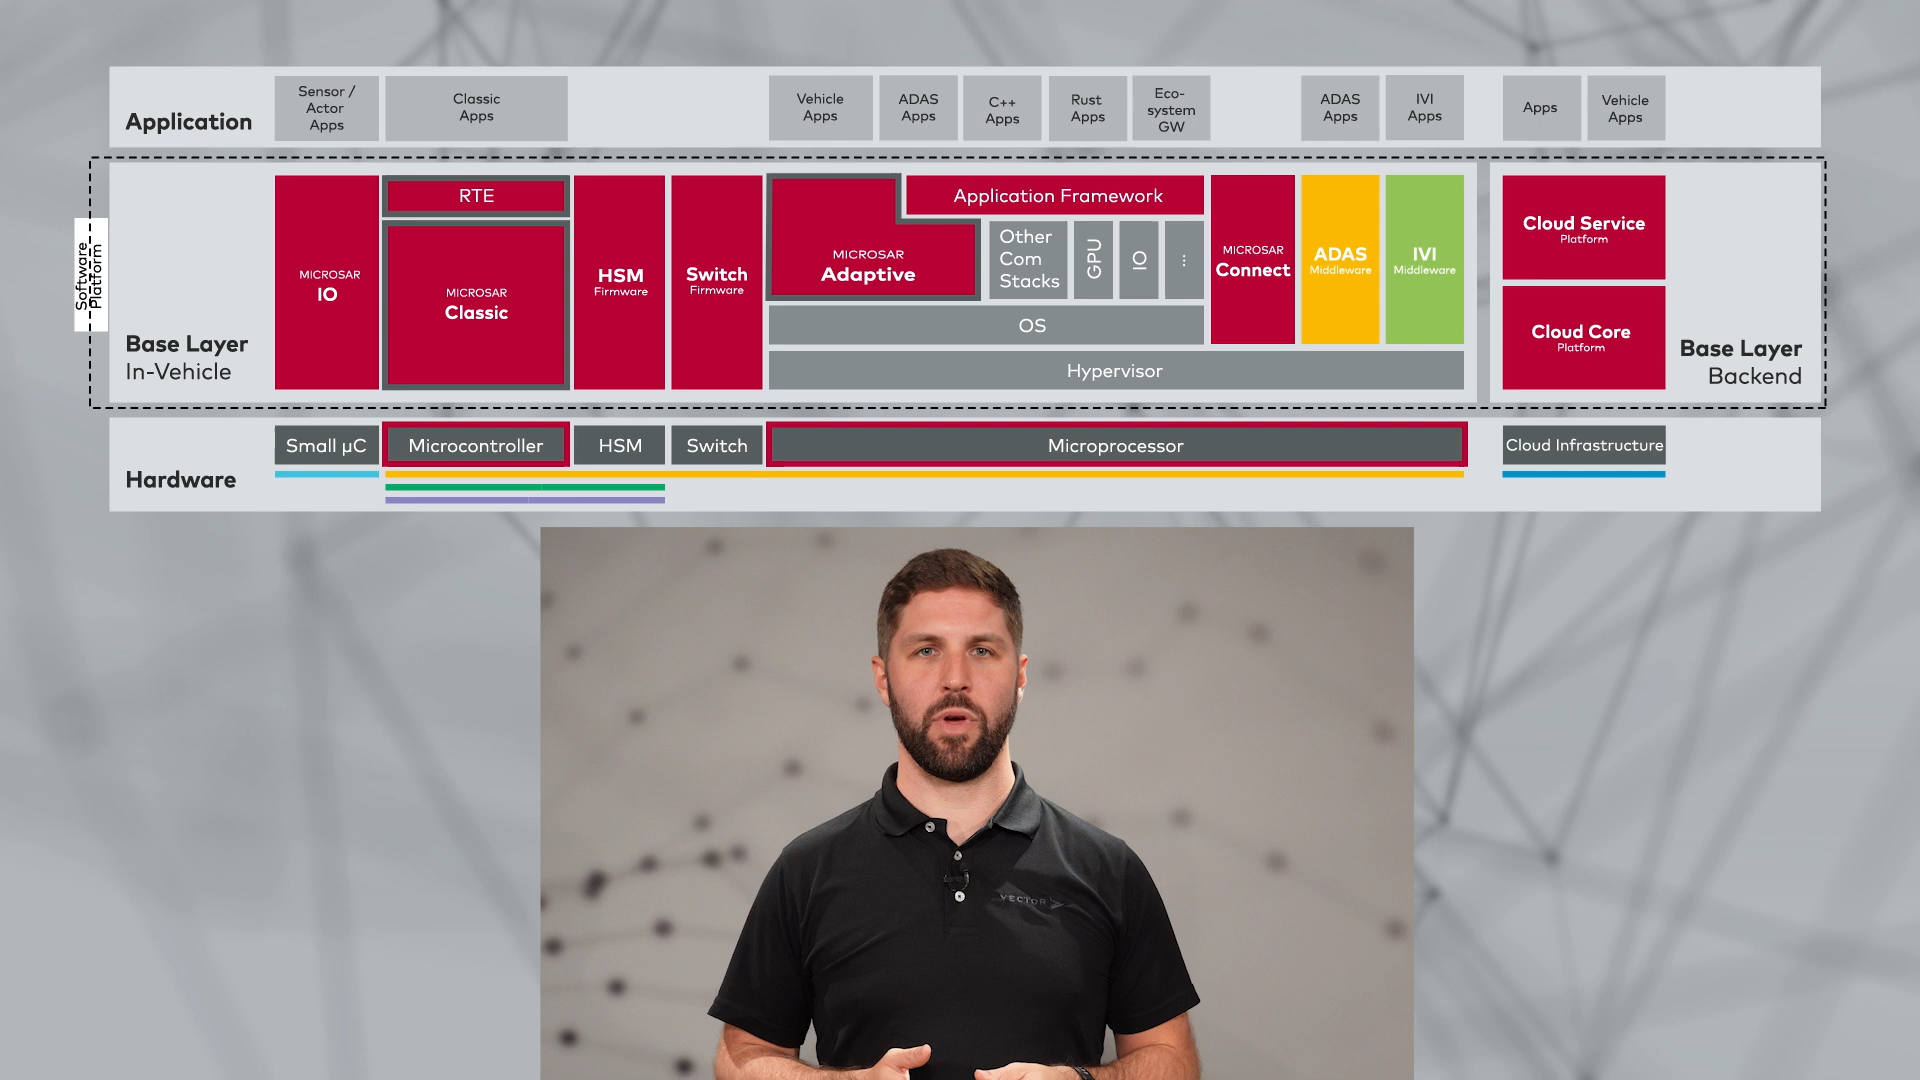 Application
Sensor /
Actor
Apps
Classic
Apps
Vehicle
Apps
ADAS
Apps
C++
Apps
Rust
Apps
Eco-
system
GW
ADAS
Apps
IVI
Apps
Apps
Vehicle
Apps
Software
Platform
Base Layer
In-Vehicle
MICROSAR
IO
RTE
MICROSAR
Classic
HSM
Firmware
Switch
Firmware
MICROSAR
Adaptive
Application Framework
Other
Com
Stacks
GPU
IO
...
OS
Hypervisor
MICROSAR
Connect
ADAS
Middleware
IVI
Middleware
Cloud Service
Platform
Cloud Core
Platform
Base Layer
Backend
Hardware
Small µC
Microcontroller
HSM
Switch
Microprocessor
Cloud Infrastructure
VECTOR